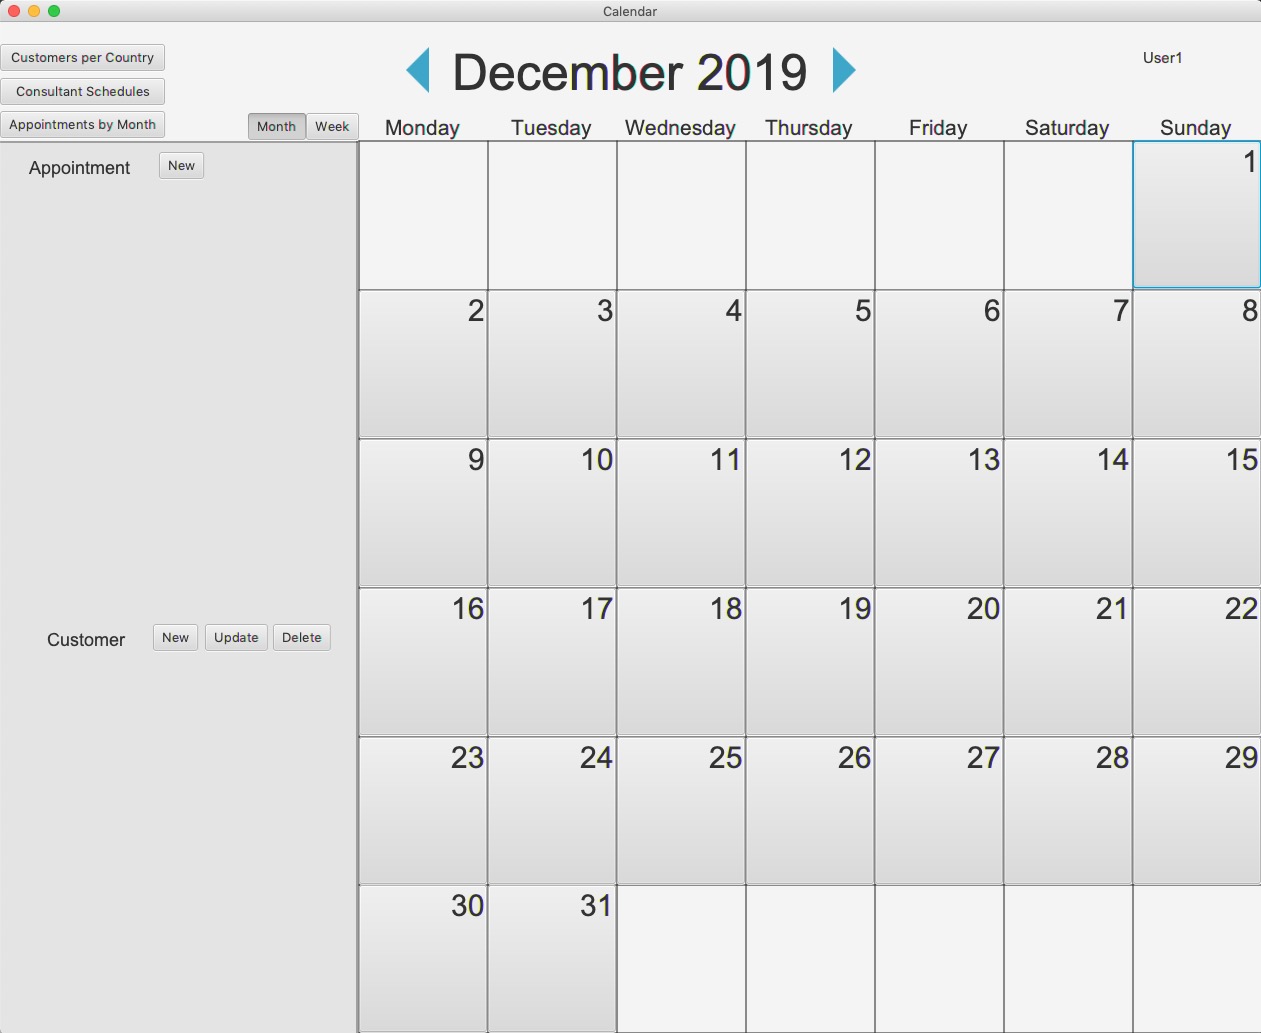 Calendar
Customers per Country
December 2019
User1
Consultant Schedules
Appointments by Month
Month Week Monday Tuesday Wednesday Thursday Friday Saturday Sunday
Appointment New
1
2 3 4 5 6 7 8
9 10 11 12 13 14 15
16 17 18 19 20 21 22
Customer New Update Delete
23 24 25 26 27 28 29
30 31